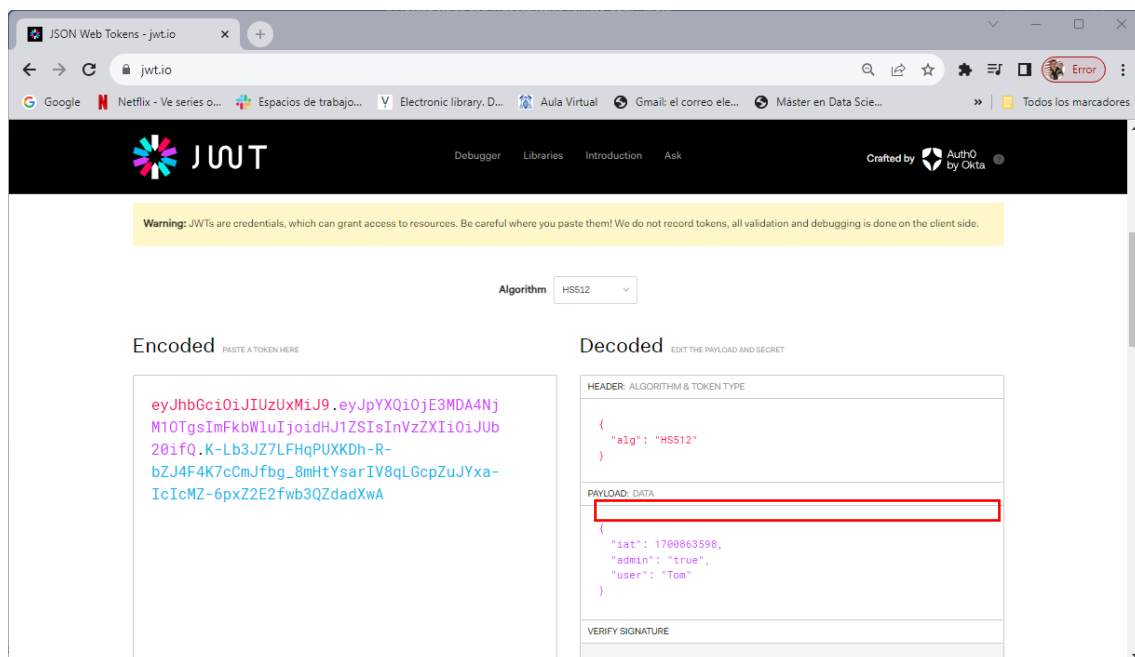 JSON Web Tokens - jwt.io
jwt.io
Error
Google
Netflix - Ve series o...
Espacios de trabajo...
Electronic library. D...
Aula Virtual
Gmail: el correo ele...
Máster en Data Scie...
»
Todos los marcadores
JWT
Debugger
Libraries
Introduction
Ask
Crafted by
Auth0
by Okta
Warning: JWTs are credentials, which can grant access to resources. Be careful where you paste them! We do not record tokens, all validation and debugging is done on the client side.
Algorithm
HS512
Encoded PASTE A TOKEN HERE
Decoded EDIT THE PAYLOAD AND SECRET
eyJhbGciOiJIUzUxMiJ9.eyJpYXQiOjE3MDA4Nj
M1OTgsImFkbWluIjoidHJ1ZSIsInVzZXIiOiJUb
20ifQ.K-Lb3JZ7LFHqPUXKDh-R-
bZJ4F4K7cCmJfbg_8mHtYsarIV8qLGcpZuJYxa-
IcIcMZ-6pxZ2E2fwb3QZdadXwA
HEADER: ALGORITHM & TOKEN TYPE
{
"alg": "HS512"
}
PAYLOAD: DATA
{
"iat": 1700863598,
"admin": "true",
"user": "Tom"
}
VERIFY SIGNATURE